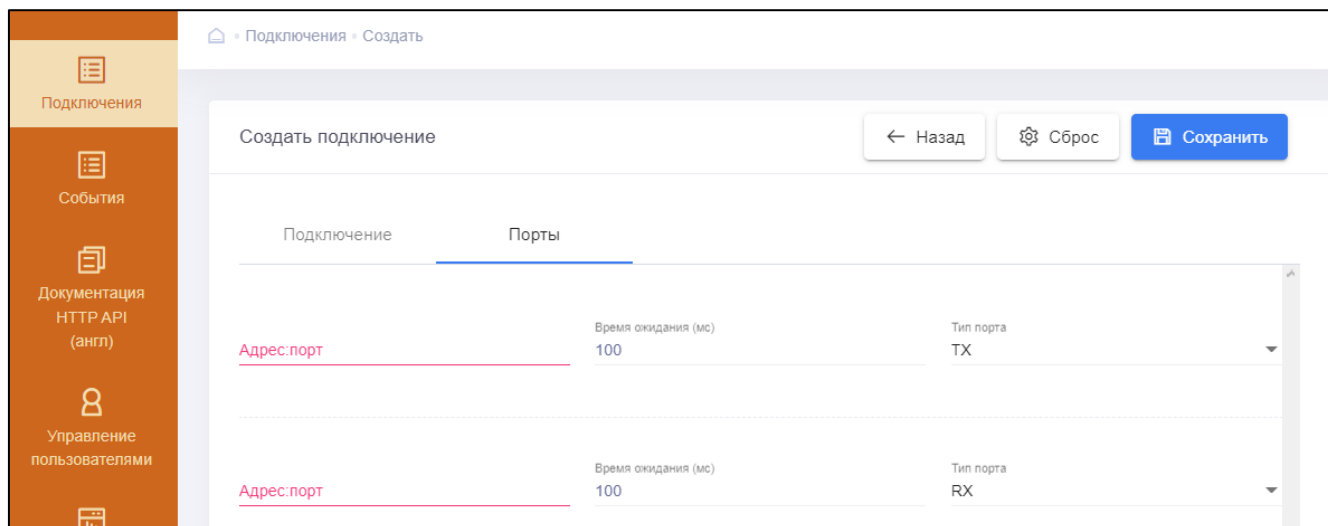 Подключения • Создать
Подключения
События
Документация
HTTP API
(англ)
Управление
пользователями
Создать подключение
← Назад
Сброс
Сохранить
Подключение
Порты
Адрес:порт
Время ожидания (мс)
100
Тип порта
TX
Адрес:порт
Время ожидания (мс)
100
Тип порта
RX